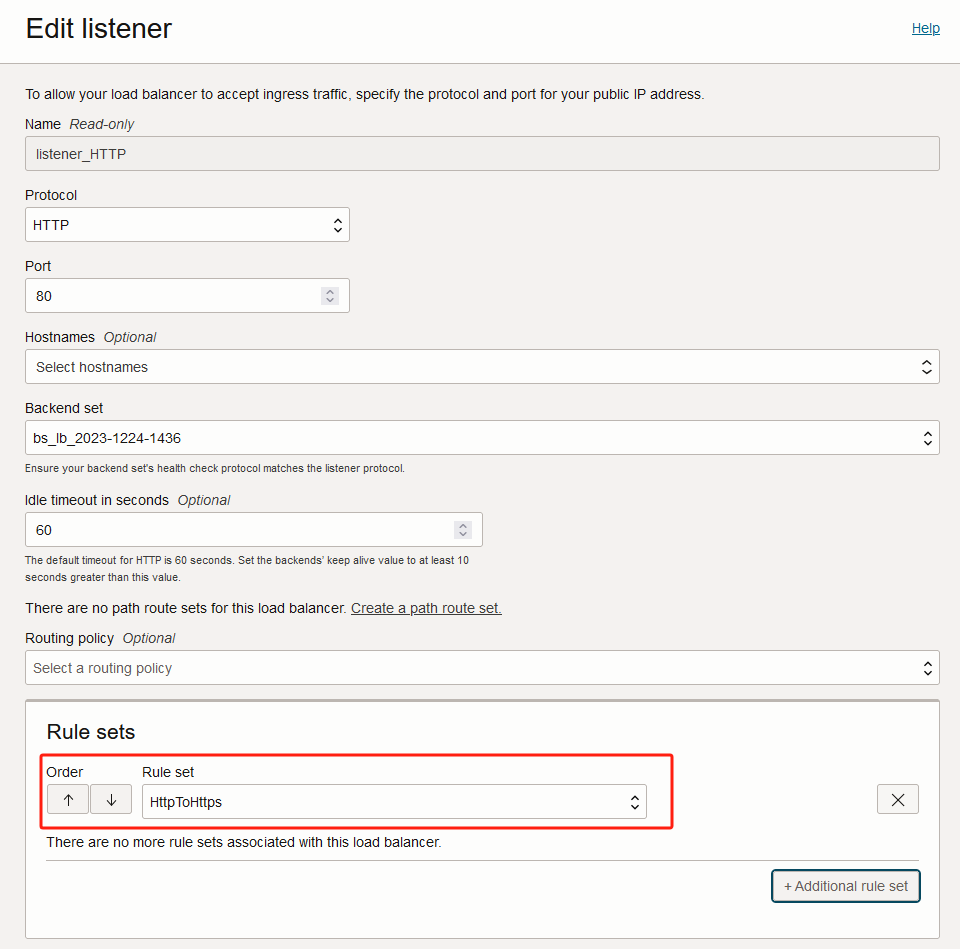 Edit listener
Help
To allow your load balancer to accept ingress traffic, specify the protocol and port for your public IP address.
Name Read-only
listener_HTTP
Protocol
HTTP
Port
80
Hostnames Optional
Select hostnames
Backend set
bs_lb_2023-1224-1436
Ensure your backend set's health check protocol matches the listener protocol.
Idle timeout in seconds Optional
60
The default timeout for HTTP is 60 seconds. Set the backends' keep alive value to at least 10
seconds greater than this value.
There are no path route sets for this load balancer. Create a path route set.
Routing policy Optional
Select a routing policy
Rule sets
Order Rule set
HttpToHttps
There are no more rule sets associated with this load balancer.
+ Additional rule set